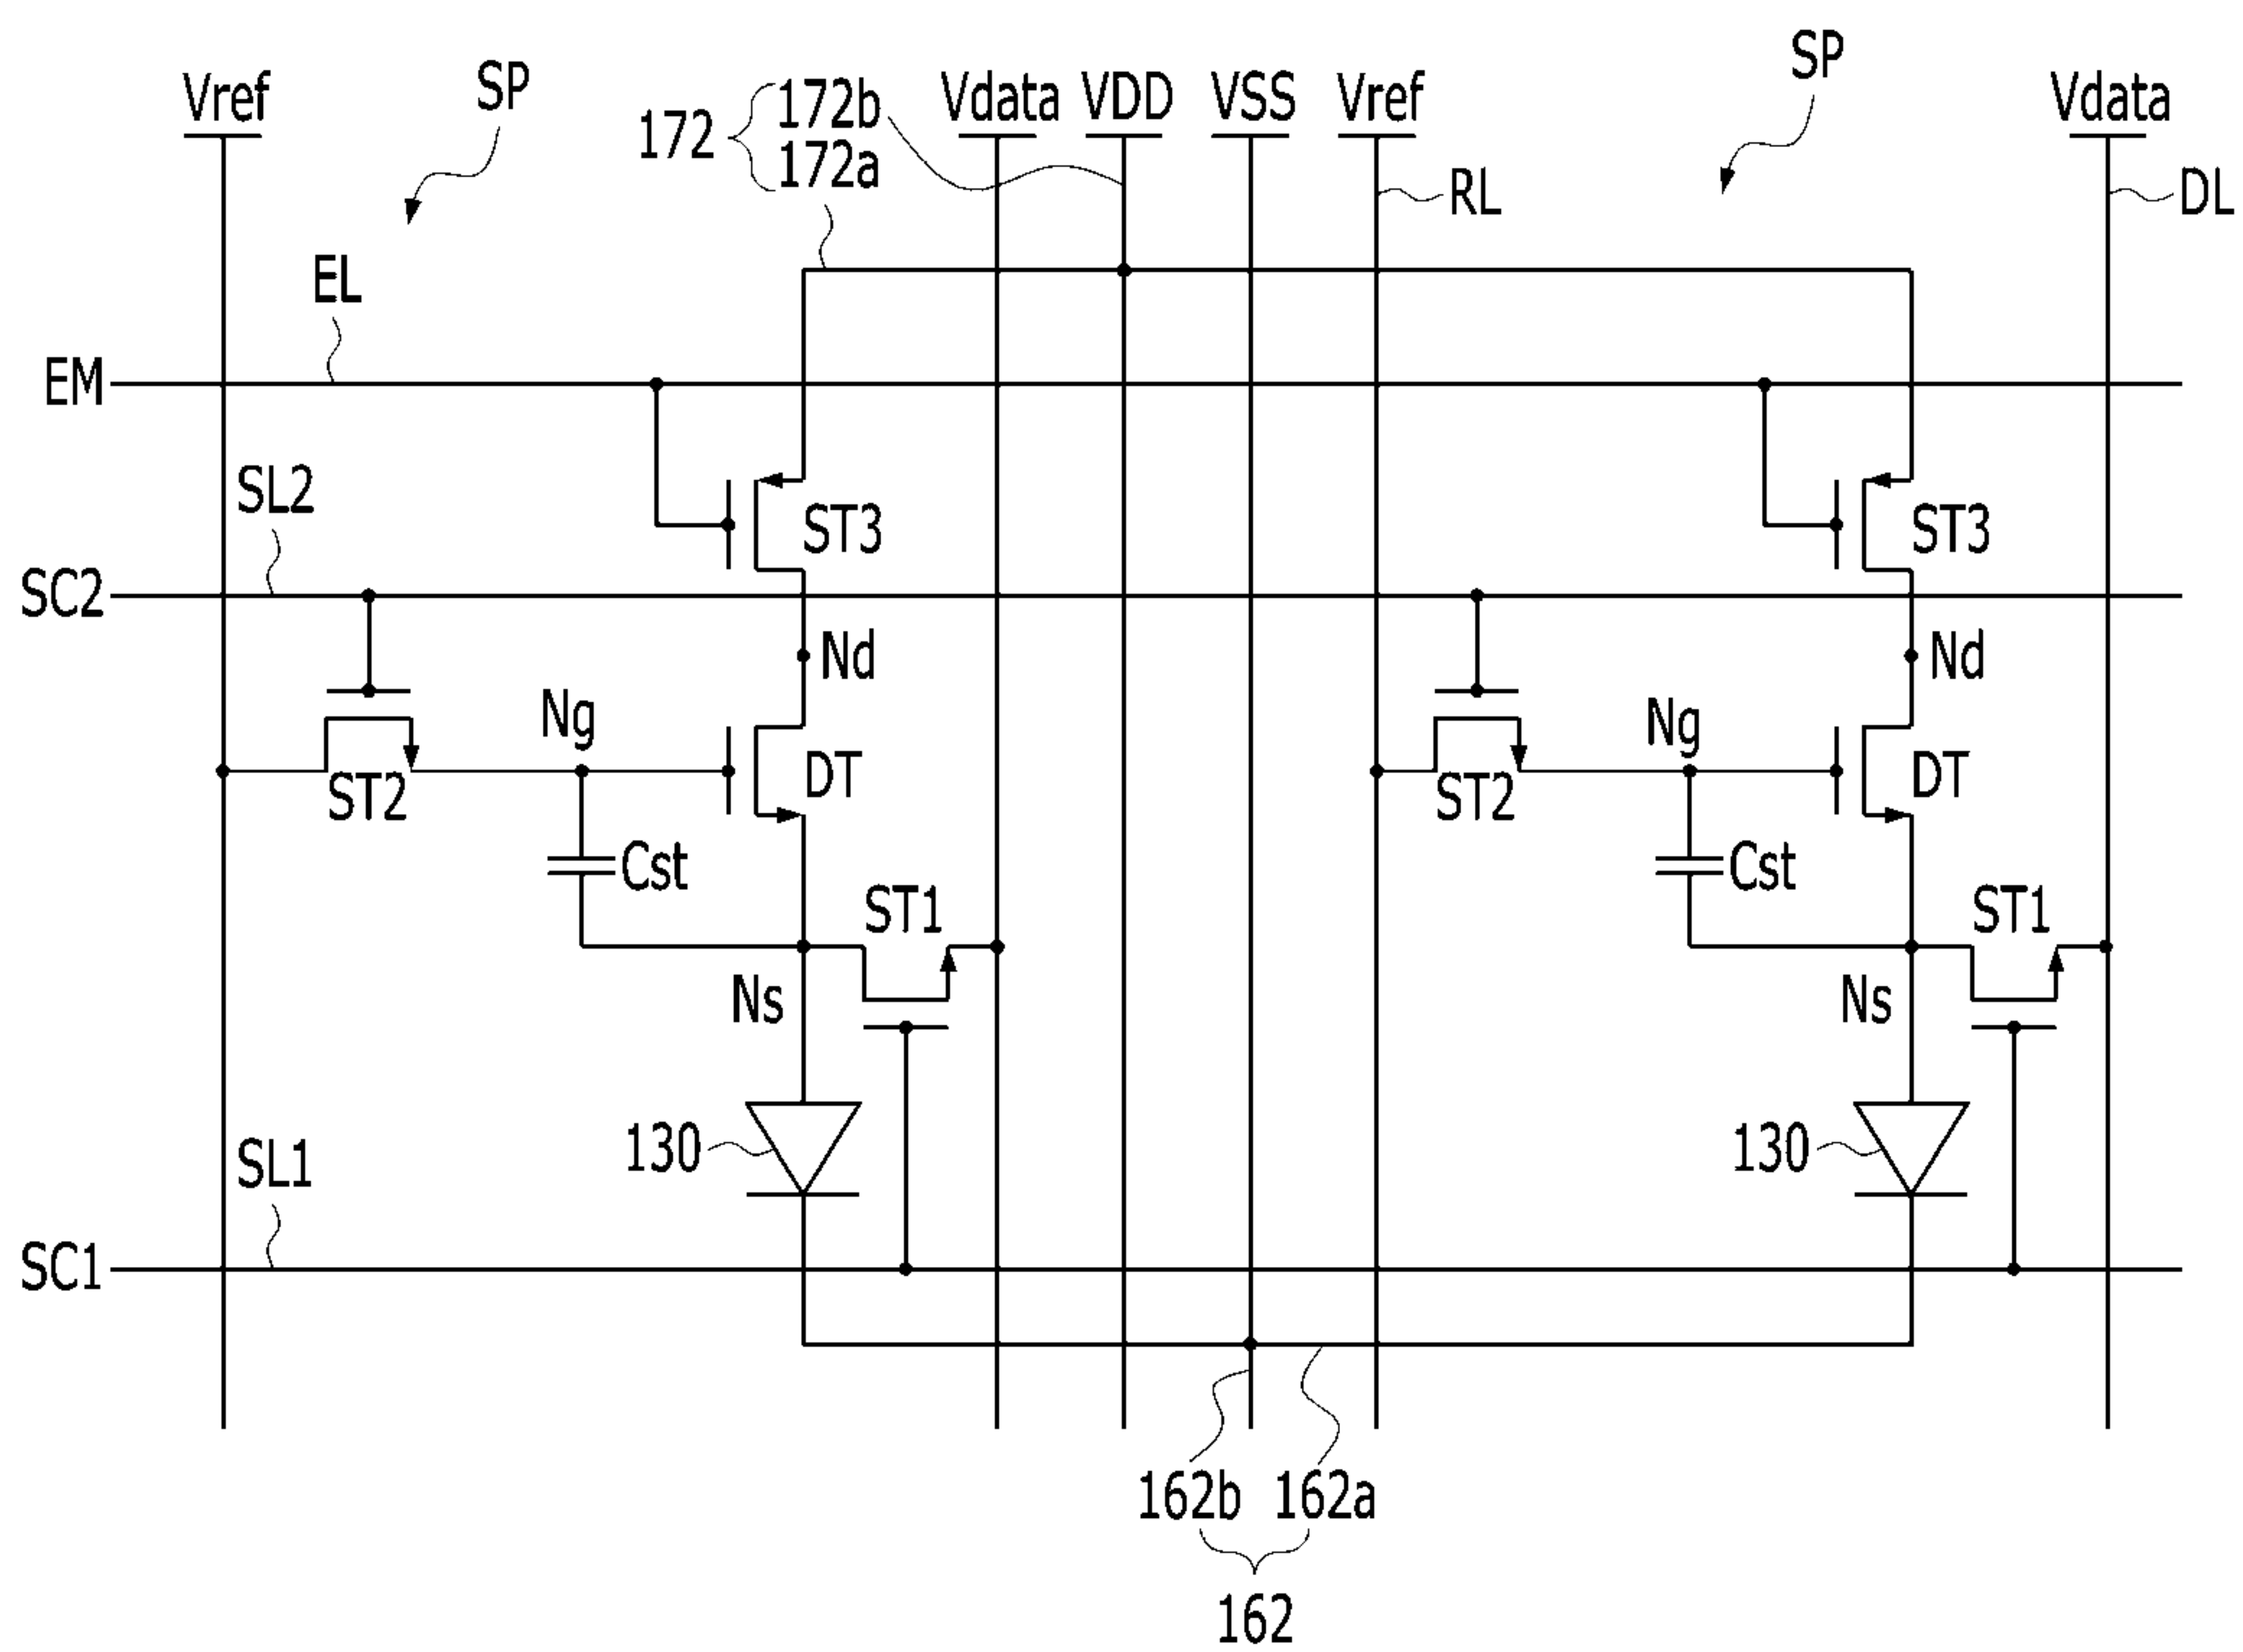 SP
SP
Vref
172
172b
172a
Vdata
VDD
VSS
Vref
Vdata
RL
DL
EL
EM
SL2
ST3
ST3
SC2
Nd
Nd
Ng
Ng
ST2
DT
ST2
DT
Cst
Cst
ST1
ST1
Ns
Ns
130
130
SL1
SC1
162b
162a
162